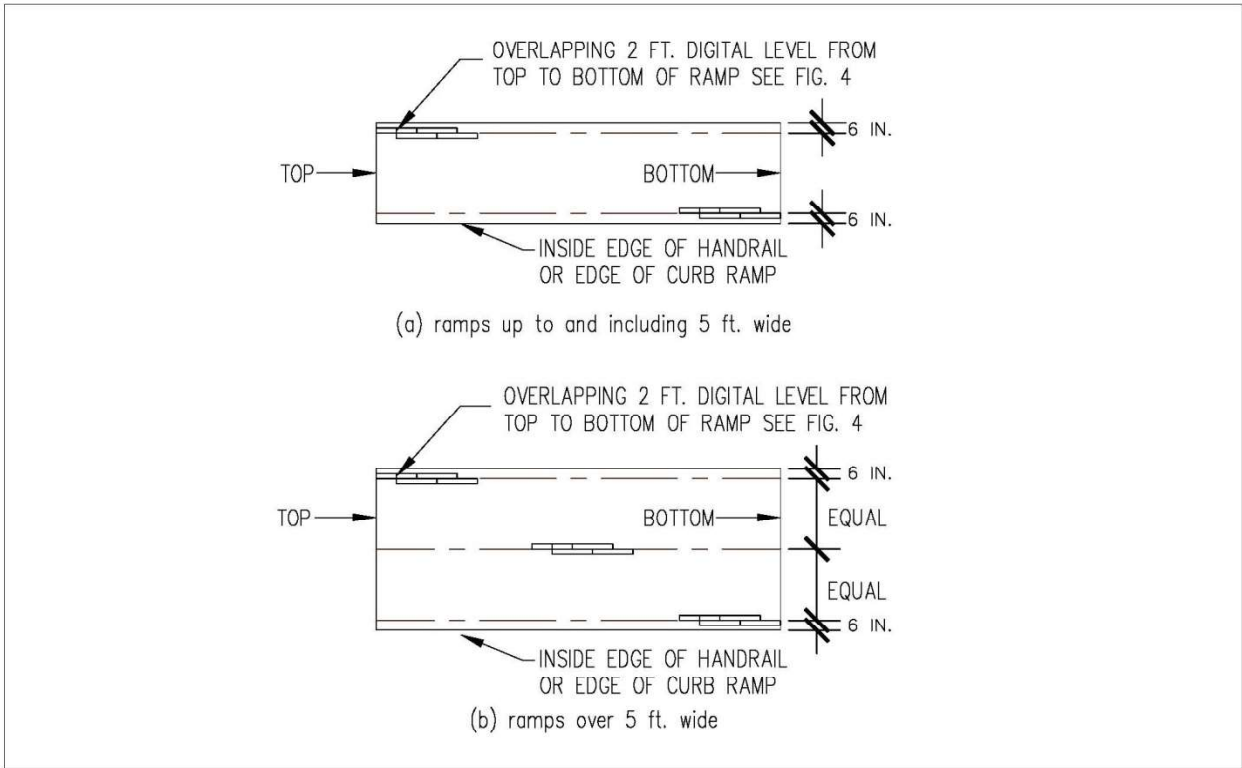 OVERLAPPING 2 FT. DIGITAL LEVEL FROM
TOP TO BOTTOM OF RAMP SEE FIG. 4
6 IN.
TOP
BOTTOM
6 IN.
INSIDE EDGE OF HANDRAIL
OR EDGE OF CURB RAMP
(a) ramps up to and including 5 ft. wide
OVERLAPPING 2 FT. DIGITAL LEVEL FROM
TOP TO BOTTOM OF RAMP SEE FIG. 4
6 IN.
TOP
BOTTOM
EQUAL
EQUAL
6 IN.
INSIDE EDGE OF HANDRAIL
OR EDGE OF CURB RAMP
(b) ramps over 5 ft. wide